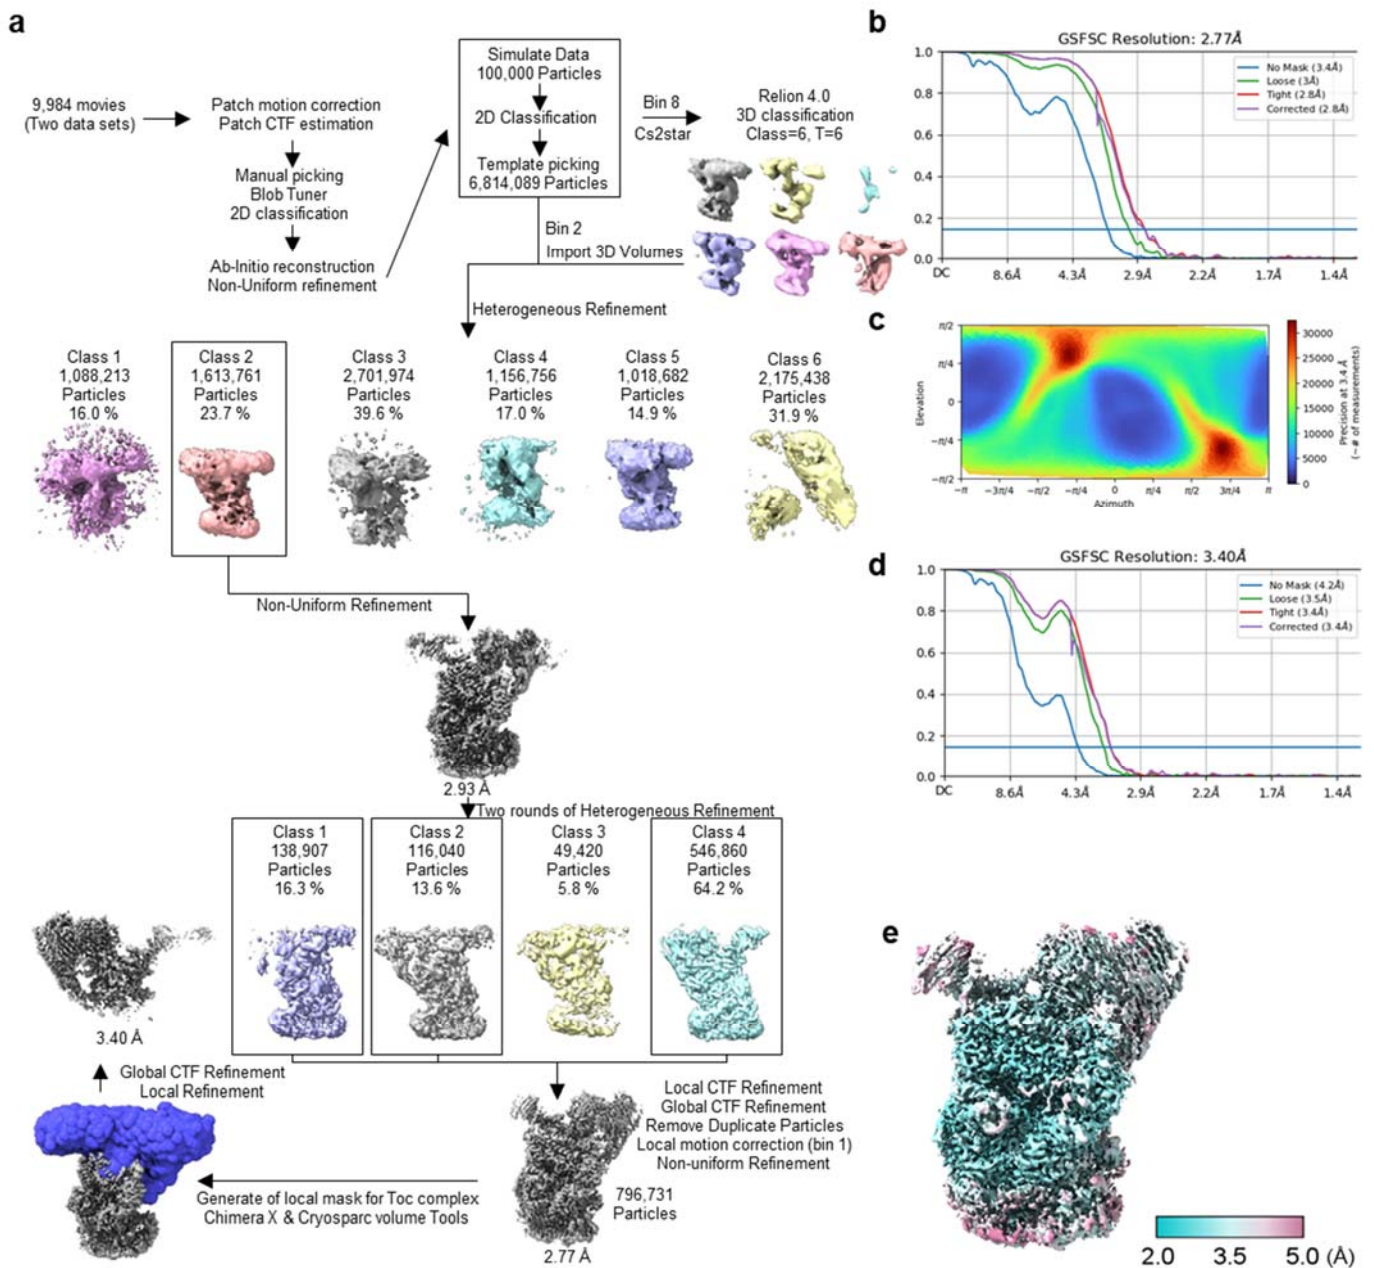 a
9,984 movies
(Two data sets)
Patch motion correction
Patch CTF estimation
Manual picking
Blob Tuner
2D classification
Ab-Initio reconstruction
Non-Uniform refinement
Simulate Data
100,000 Particles
2D Classification
Template picking
6,814,089 Particles
Bin 8
Cs2star
Relion 4.0
3D classification
Class=6, T=6
Bin 2
Import 3D Volumes
Heterogeneous Refinement
Class 1
1,088,213
Particles
16.0 %
Class 2
1,613,761
Particles
23.7 %
Class 3
2,701,974
Particles
39.6 %
Class 4
1,156,756
Particles
17.0 %
Class 5
1,018,682
Particles
14.9 %
Class 6
2,175,438
Particles
31.9 %
Non-Uniform Refinement
2.93 Å
Two rounds of Heterogeneous Refinement
Class 1
138,907
Particles
16.3 %
Class 2
116,040
Particles
13.6 %
Class 3
49,420
Particles
5.8 %
Class 4
546,860
Particles
64.2 %
3.40 Å
Global CTF Refinement
Local Refinement
Local CTF Refinement
Global CTF Refinement
Remove Duplicate Particles
Local motion correction (bin 1)
Non-uniform Refinement
796,731
Particles
2.77 Å
Generate of local mask for Toc complex
Chimera X & Cryosparc volume Tools
b
GSFSC Resolution: 2.77Å
No Mask (3.4Å)
Loose (3Å)
Tight (2.8Å)
Corrected (2.8Å)
1.0
0.8
0.6
0.4
0.2
0.0
DC 8.6Å 4.3Å 2.9Å 2.2Å 1.7Å 1.4Å
c
Elevation
π/2
π/4
0
−π/4
−π/2
−π −3π/4 −π/2 −π/4 0 π/4 π/2 3π/4 π
Azimuth
30000
25000
20000
15000
10000
5000
0
Precision at 3.4 Å
(~# of measurements)
d
GSFSC Resolution: 3.40Å
No Mask (4.2Å)
Loose (3.5Å)
Tight (3.4Å)
Corrected (3.4Å)
1.0
0.8
0.6
0.4
0.2
0.0
DC 8.6Å 4.3Å 2.9Å 2.2Å 1.7Å 1.4Å
e
2.0 3.5 5.0 (Å)